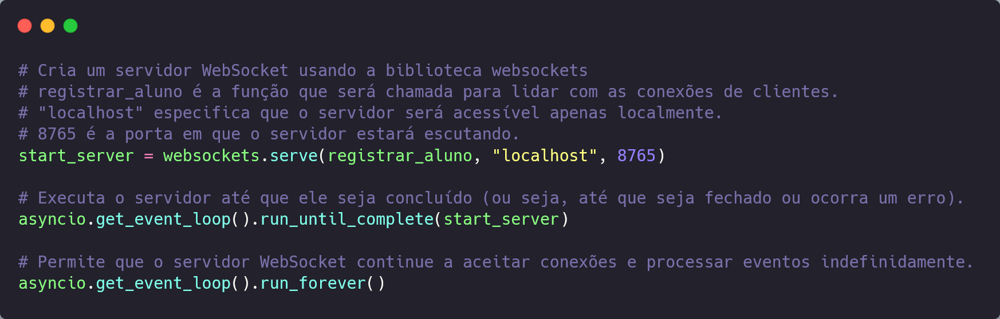 # Cria um servidor WebSocket usando a biblioteca websockets
# registrar_aluno é a função que será chamada para lidar com as conexões de clientes.
# "localhost" especifica que o servidor será acessível apenas localmente.
# 8765 é a porta em que o servidor estará escutando.
start_server = websockets.serve(registrar_aluno, "localhost", 8765)
# Executa o servidor até que ele seja concluído (ou seja, até que seja fechado ou ocorra um erro).
asyncio.get_event_loop().run_until_complete(start_server)
# Permite que o servidor WebSocket continue a aceitar conexões e processar eventos indefinidamente.
asyncio.get_event_loop().run_forever()